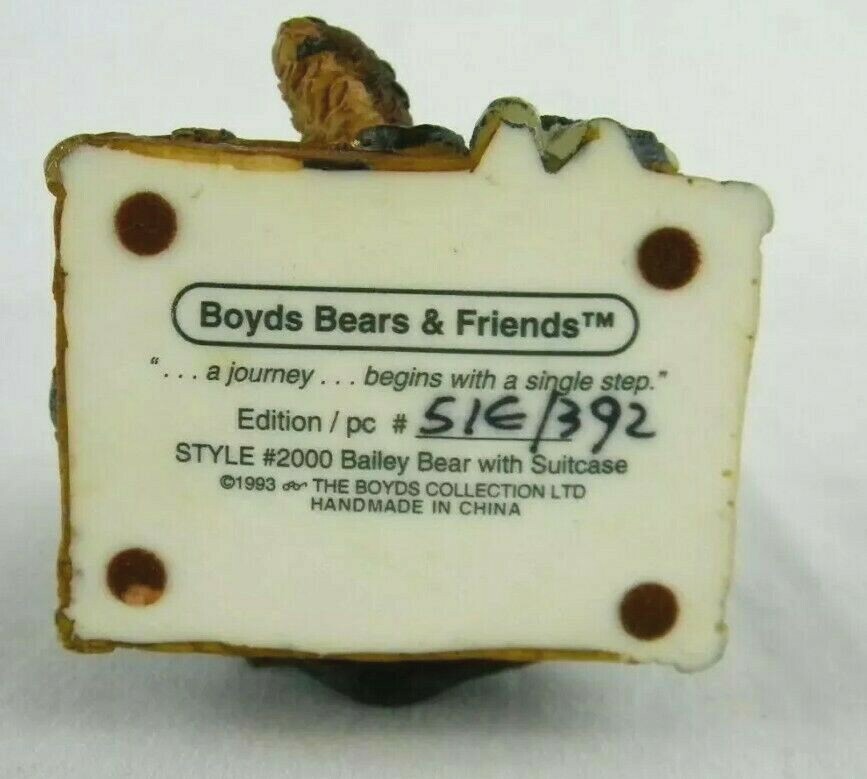 Boyds Bears & Friends™
". . . a journey . . . begins with a single step."
Edition / pc # 51E/392
STYLE #2000 Bailey Bear with Suitcase
©1993 THE BOYDS COLLECTION LTD
HANDMADE IN CHINA